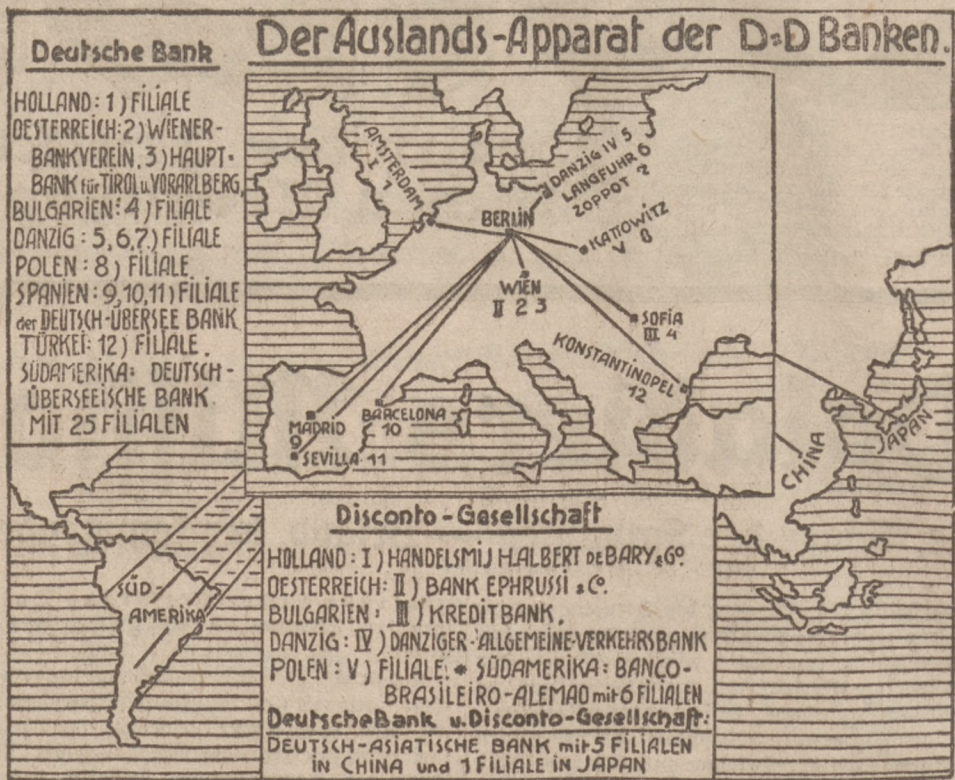 Der Auslands-Apparat der D=D Banken.
Deutsche Bank
HOLLAND: 1) FILIALE
OESTERREICH: 2) WIENER-
BANKVEREIN. 3) HAUPT-
BANK für TIROL u. VORARLBERG
BULGARIEN: 4) FILIALE
DANZIG: 5,6,7.) FILIALE
POLEN: 8) FILIALE
SPANIEN: 9,10,11) FILIALE
der DEUTSCH-ÜBERSEE BANK
TÜRKEI: 12) FILIALE.
SÜDAMERIKA: DEUTSCH-
ÜBERSEEISCHE BANK
MIT 25 FILIALEN
AMSTERDAM
I 1
DANZIG IV 5
LANGFUHR 6
ZOPPOT 7
BERLIN
KATTOWITZ
V 8
WIEN
II 2 3
SOFIA
III 4
KONSTANTINOPEL
12
MADRID
9
BARCELONA
10
SEVILLA 11
JAPAN
CHINA
SÜD-
AMERIKA
Disconto-Gesellschaft
HOLLAND: I) HANDELSMIJ H.ALBERT DE BARY & Co.
OESTERREICH: II) BANK EPHRUSSI & Co.
BULGARIEN: III) KREDITBANK.
DANZIG: IV) DANZIGER-ALLGEMEINE-VERKEHRSBANK
POLEN: V) FILIALE. * SÜDAMERIKA: BANCO-
BRASILEIRO-ALEMAO mit 6 FILIALEN
Deutsche Bank u. Disconto-Gesellschaft:
DEUTSCH-ASIATISCHE BANK mit 5 FILIALEN
IN CHINA und 1 FILIALE IN JAPAN